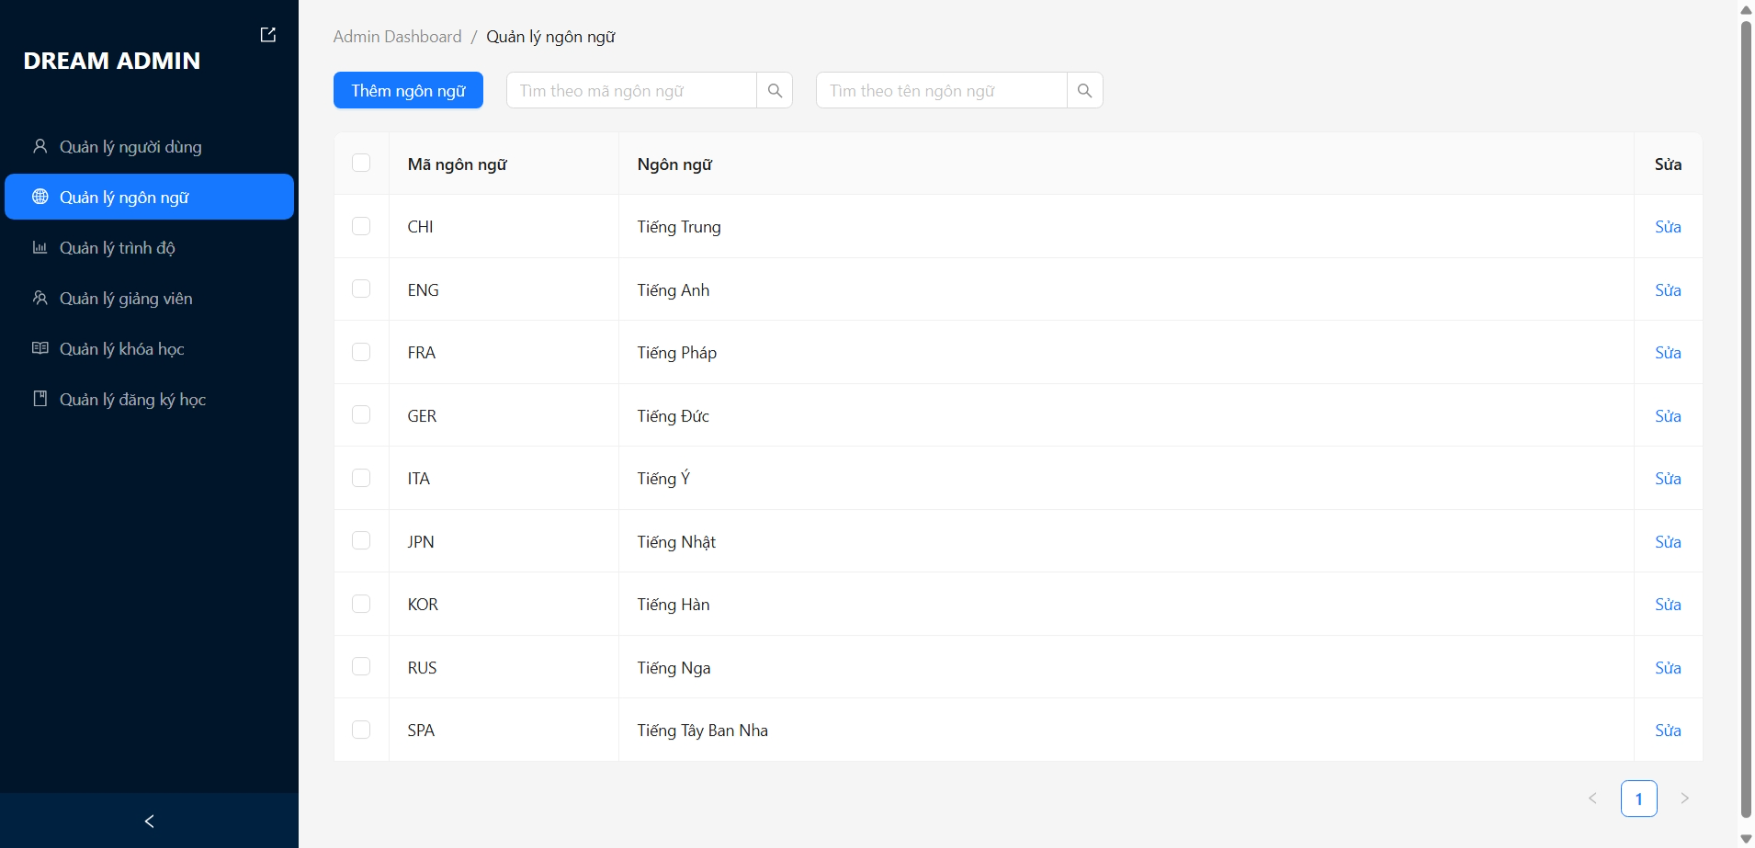 DREAM ADMIN
Quản lý người dùng
Quản lý ngôn ngữ
Quản lý trình độ
Quản lý giảng viên
Quản lý khóa học
Quản lý đăng ký học
Admin Dashboard / Quản lý ngôn ngữ
Thêm ngôn ngữ Tìm theo mã ngôn ngữ Tìm theo tên ngôn ngữ
Mã ngôn ngữ Ngôn ngữ Sửa
CHI Tiếng Trung Sửa
ENG Tiếng Anh Sửa
FRA Tiếng Pháp Sửa
GER Tiếng Đức Sửa
ITA Tiếng Ý Sửa
JPN Tiếng Nhật Sửa
KOR Tiếng Hàn Sửa
RUS Tiếng Nga Sửa
SPA Tiếng Tây Ban Nha Sửa
1